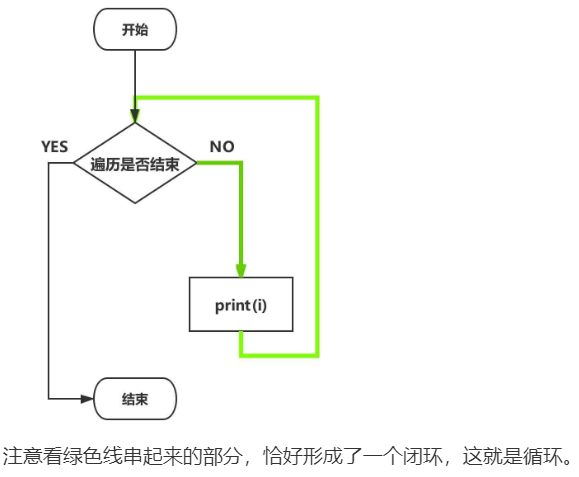 开始
YES
遍历是否结束
NO
print(i)
结束
注意看绿色线串起来的部分，恰好形成了一个闭环，这就是循环。